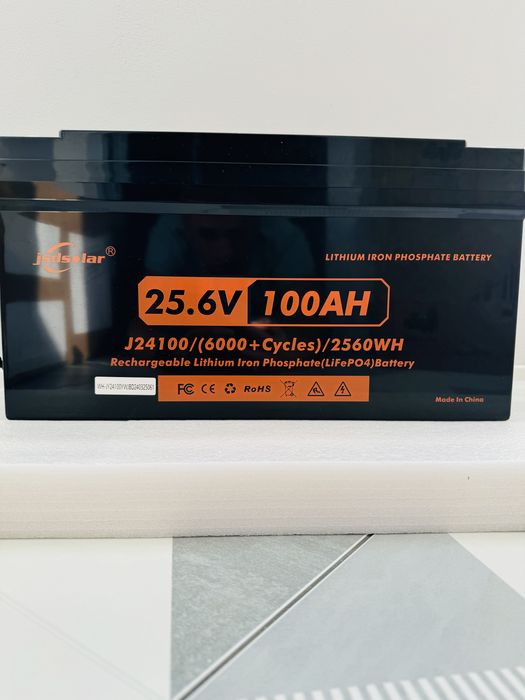 jsdsolar®
LITHIUM IRON PHOSPHATE BATTERY
25.6V 100AH
J24100/(6000+Cycles)/2560WH
Rechargeable Lithium Iron Phosphate(LiFePO4)Battery
FC CE RoHS
Made In China